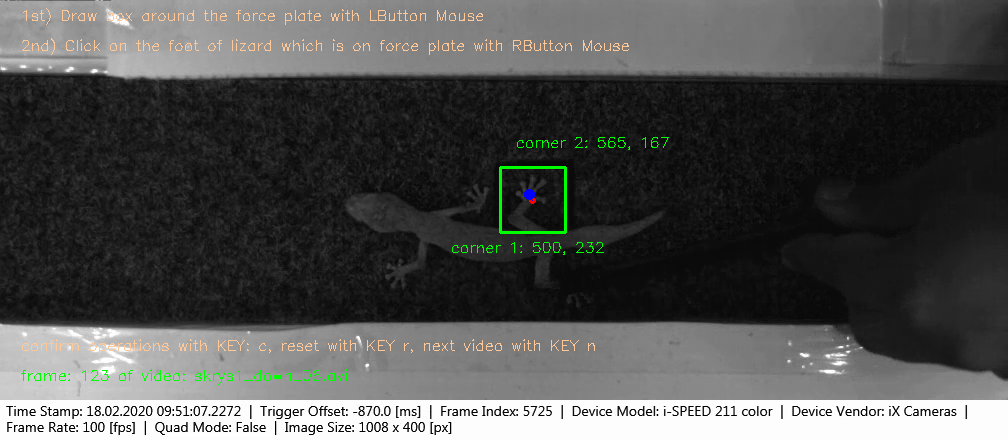 1st) Draw box around the force plate with LButton Mouse
2nd) Click on the foot of lizard which is on force plate with RButton Mouse
corner 2: 565, 167
corner 1: 500, 232
confirm operations with KEY: c, reset with KEY r, next video with KEY n
frame: 123 of video:
Time Stamp: 18.02.2020 09:51:07.2272 | Trigger Offset: -870.0 [ms] | Frame Index: 5725 | Device Model: i-SPEED 211 color | Device Vendor: iX Cameras |
Frame Rate: 100 [fps] | Quad Mode: False | Image Size: 1008 x 400 [px]